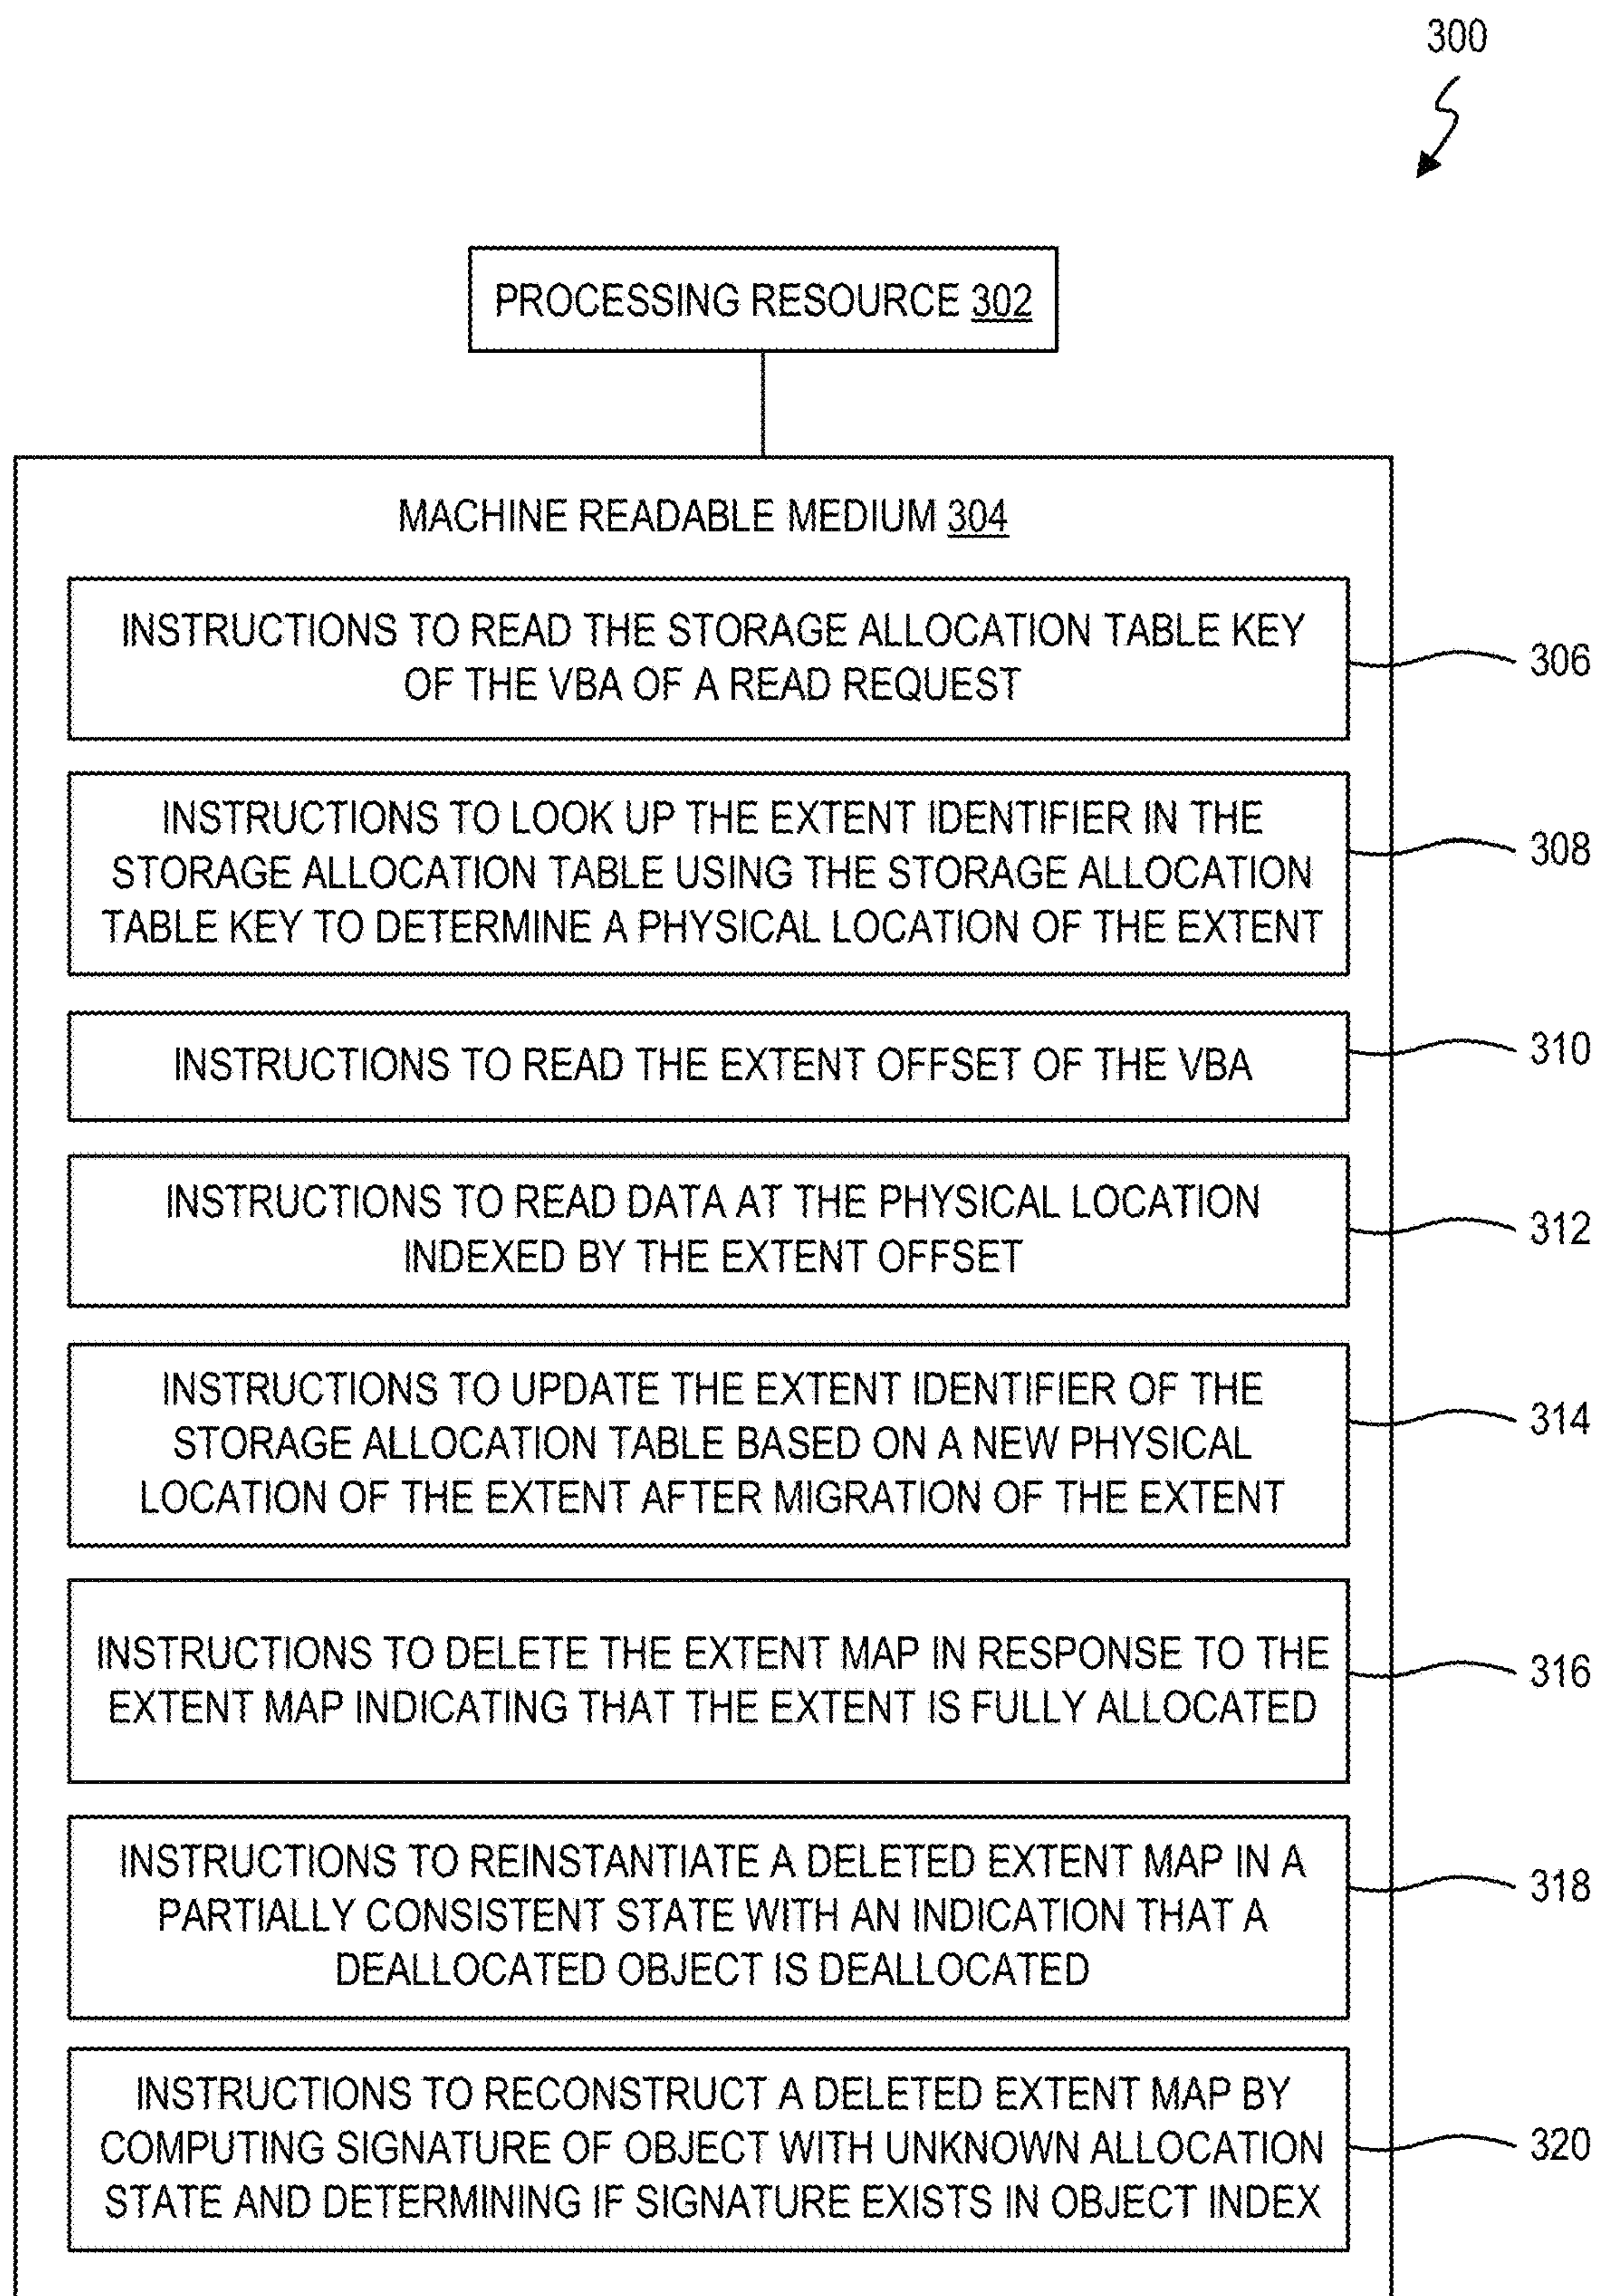 300
PROCESSING RESOURCE 302
MACHINE READABLE MEDIUM 304
INSTRUCTIONS TO READ THE STORAGE ALLOCATION TABLE KEY
OF THE VBA OF A READ REQUEST
306
INSTRUCTIONS TO LOOK UP THE EXTENT IDENTIFIER IN THE
STORAGE ALLOCATION TABLE USING THE STORAGE ALLOCATION
TABLE KEY TO DETERMINE A PHYSICAL LOCATION OF THE EXTENT
308
INSTRUCTIONS TO READ THE EXTENT OFFSET OF THE VBA
310
INSTRUCTIONS TO READ DATA AT THE PHYSICAL LOCATION
INDEXED BY THE EXTENT OFFSET
312
INSTRUCTIONS TO UPDATE THE EXTENT IDENTIFIER OF THE
STORAGE ALLOCATION TABLE BASED ON A NEW PHYSICAL
LOCATION OF THE EXTENT AFTER MIGRATION OF THE EXTENT
314
INSTRUCTIONS TO DELETE THE EXTENT MAP IN RESPONSE TO THE
EXTENT MAP INDICATING THAT THE EXTENT IS FULLY ALLOCATED
316
INSTRUCTIONS TO REINSTANTIATE A DELETED EXTENT MAP IN A
PARTIALLY CONSISTENT STATE WITH AN INDICATION THAT A
DEALLOCATED OBJECT IS DEALLOCATED
318
INSTRUCTIONS TO RECONSTRUCT A DELETED EXTENT MAP BY
COMPUTING SIGNATURE OF OBJECT WITH UNKNOWN ALLOCATION
STATE AND DETERMINING IF SIGNATURE EXISTS IN OBJECT INDEX
320